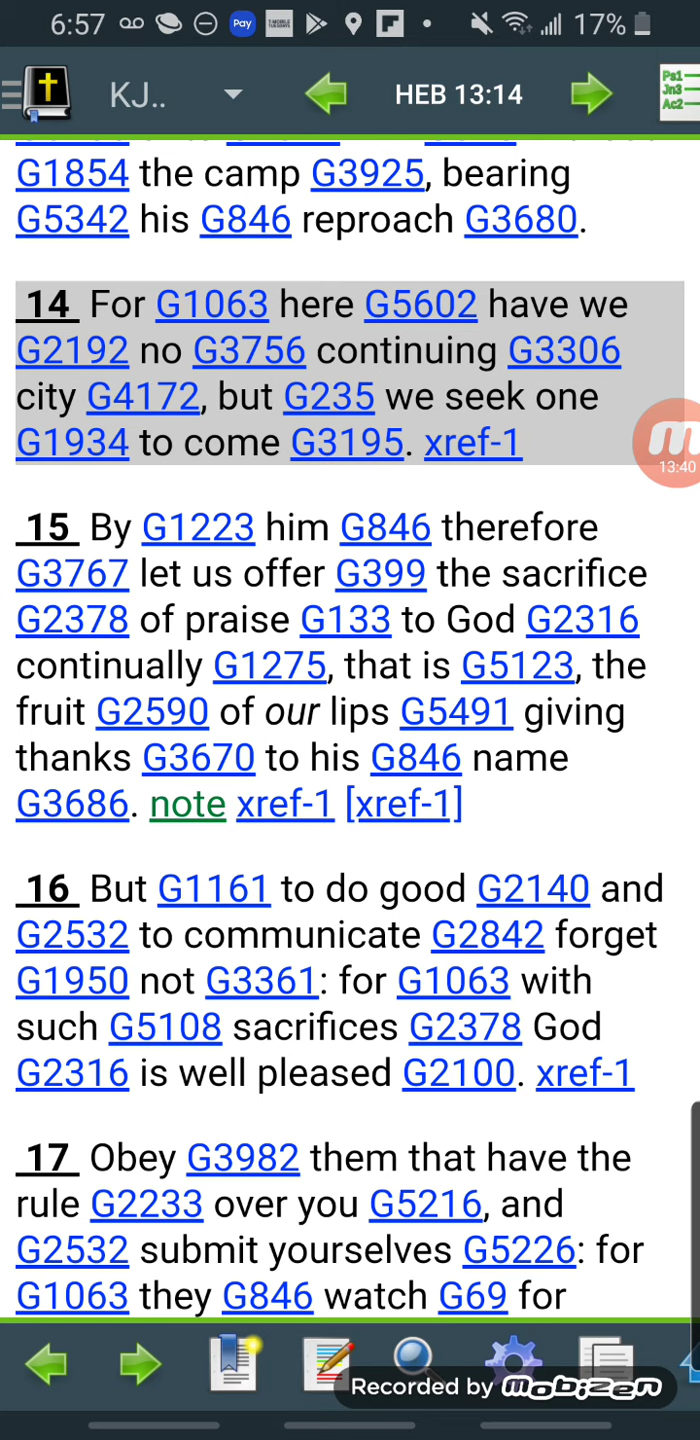 6:57 Pay T-MOBILE TUESDAYS 17%
KJ.. HEB 13:14 Ps1 Jn3 Ac2
G1854 the camp G3925, bearing
G5342 his G846 reproach G3680.
14 For G1063 here G5602 have we
G2192 no G3756 continuing G3306
city G4172, but G235 we seek one
G1934 to come G3195. xref-1
13:40
15 By G1223 him G846 therefore
G3767 let us offer G399 the sacrifice
G2378 of praise G133 to God G2316
continually G1275, that is G5123, the
fruit G2590 of our lips G5491 giving
thanks G3670 to his G846 name
G3686. note xref-1 [xref-1]
16 But G1161 to do good G2140 and
G2532 to communicate G2842 forget
G1950 not G3361: for G1063 with
such G5108 sacrifices G2378 God
G2316 is well pleased G2100. xref-1
17 Obey G3982 them that have the
rule G2233 over you G5216, and
G2532 submit yourselves G5226: for
G1063 they G846 watch G69 for
Recorded by mobizen